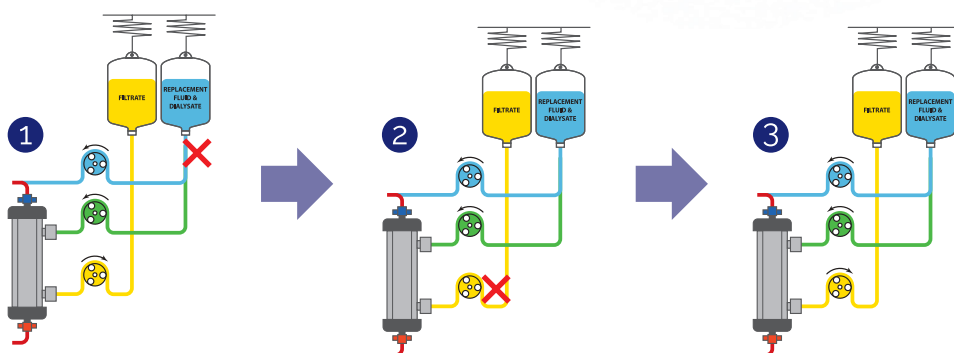 1
FILTRATE
REPLACEMENT
FLUID &
DIALYSATE
2
FILTRATE
REPLACEMENT
FLUID &
DIALYSATE
3
FILTRATE
REPLACEMENT
FLUID &
DIALYSATE